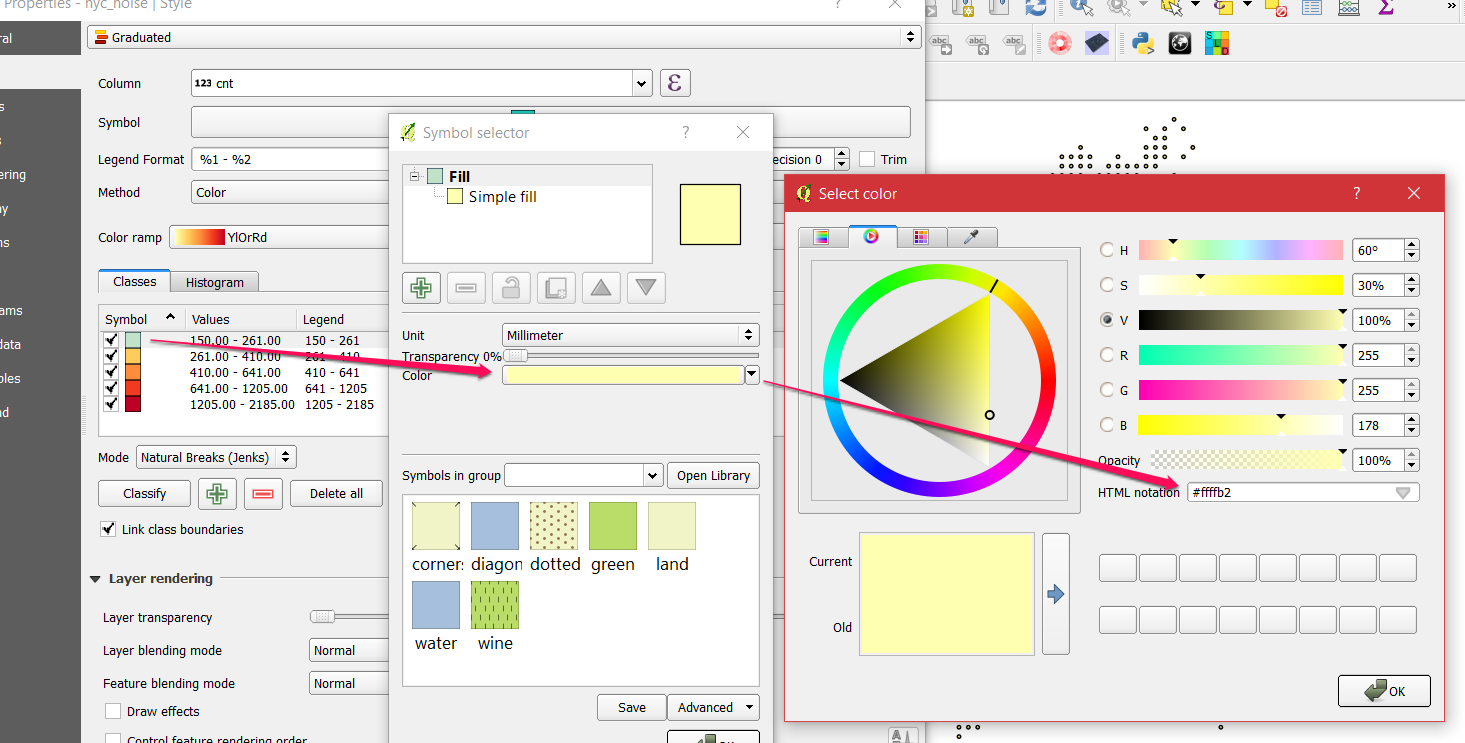 Properties - nyc_noise | Style
?
Graduated
Column
123 cnt
ε
Symbol
Legend Format
%1 - %2
ecision 0
Trim
Method
Color
Color ramp
YlOrRd
Classes
Histogram
Symbol Values Legend
150.00 - 261.00 150 - 261
261.00 - 410.00 261 - 410
410.00 - 641.00 410 - 641
641.00 - 1205.00 641 - 1205
1205.00 - 2185.00 1205 - 2185
Mode
Natural Breaks (Jenks)
Classify
Delete all
Link class boundaries
Layer rendering
Layer transparency
Layer blending mode
Normal
Feature blending mode
Normal
Draw effects
Control feature rendering order
ral
s
s
ering
y
ns
ams
data
bles
nd
Symbol selector
?
Fill
Simple fill
Unit
Millimeter
Transparency 0%
Color
Symbols in group
Open Library
corners diagon dotted green land
water wine
Save
Advanced
OK
abc
abc
abc
Σ
»
Select color
?
H 60º
S 30%
V 100%
R 255
G 255
B 178
Opacity 100%
HTML notation #ffffb2
Current
Old
OK
A